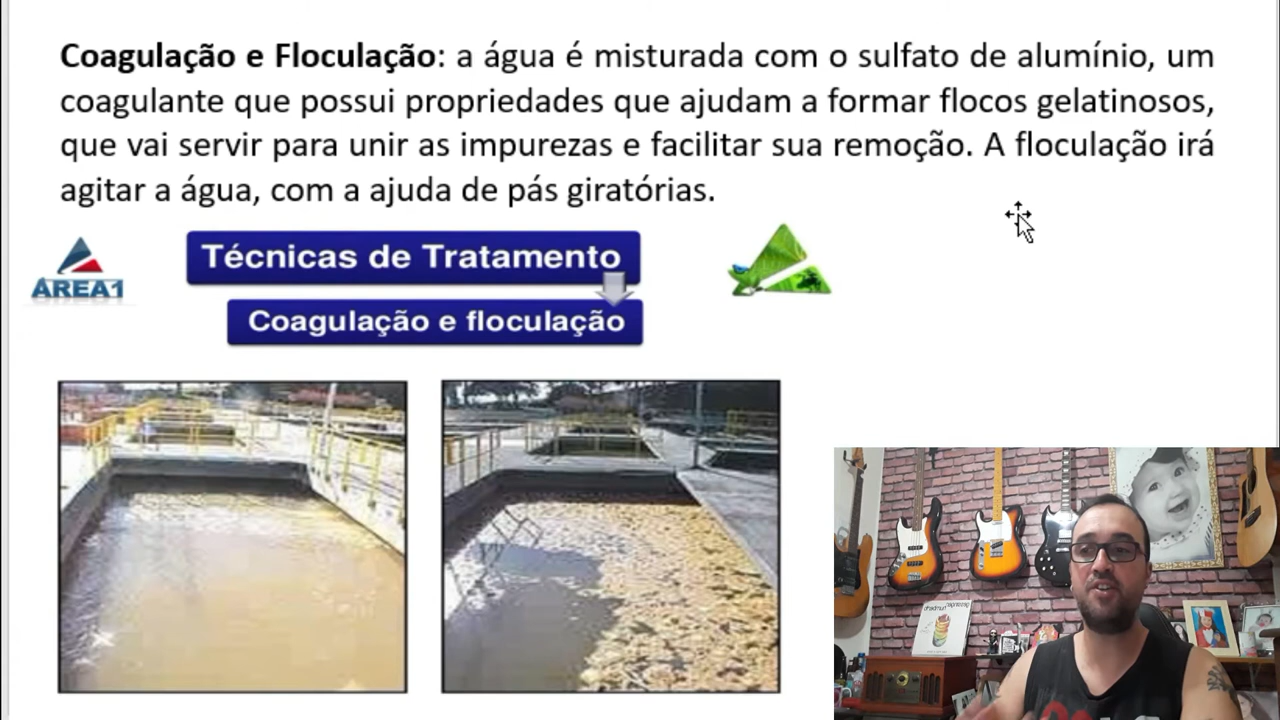 Coagulação e Floculação: a água é misturada com o sulfato de alumínio, um
coagulante que possui propriedades que ajudam a formar flocos gelatinosos,
que vai servir para unir as impurezas e facilitar sua remoção. A floculação irá
agitar a água, com a ajuda de pás giratórias.
ÁREA1
Técnicas de Tratamento
Coagulação e floculação